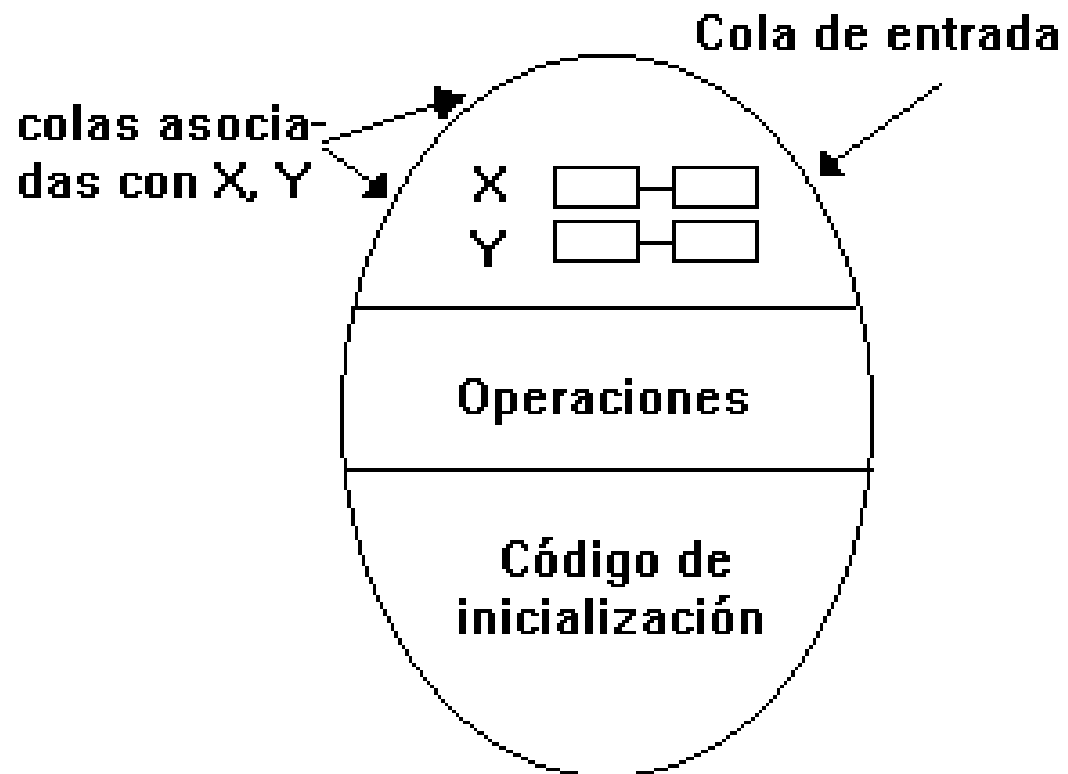 Cola de entrada
colas asocia-
das con X, Y
X
Y
Operaciones
Código de
inicialización